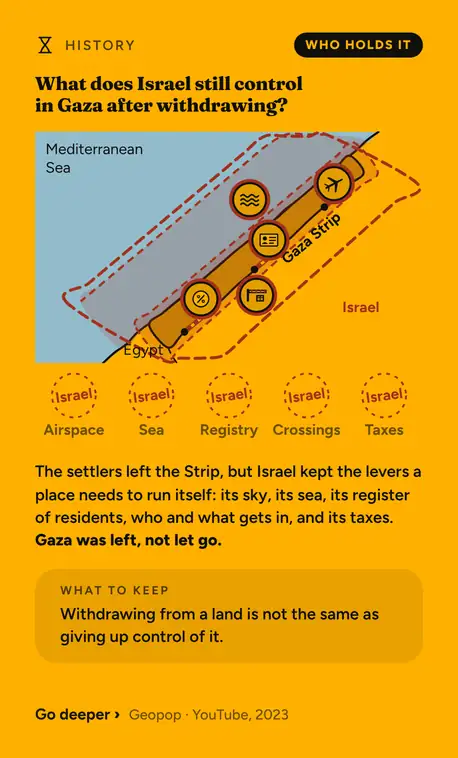 HISTORY
WHO HOLDS IT
What does Israel still control
in Gaza after withdrawing?
Mediterranean
Sea
Gaza Strip
Israel
Egypt
Israel
Israel
Israel
Israel
Israel
Airspace
Sea
Registry
Crossings
Taxes
The settlers left the Strip, but Israel kept the levers a
place needs to run itself: its sky, its sea, its register
of residents, who and what gets in, and its taxes.
Gaza was left, not let go.
WHAT TO KEEP
Withdrawing from a land is not the same as
giving up control of it.
Go deeper › Geopop · YouTube, 2023